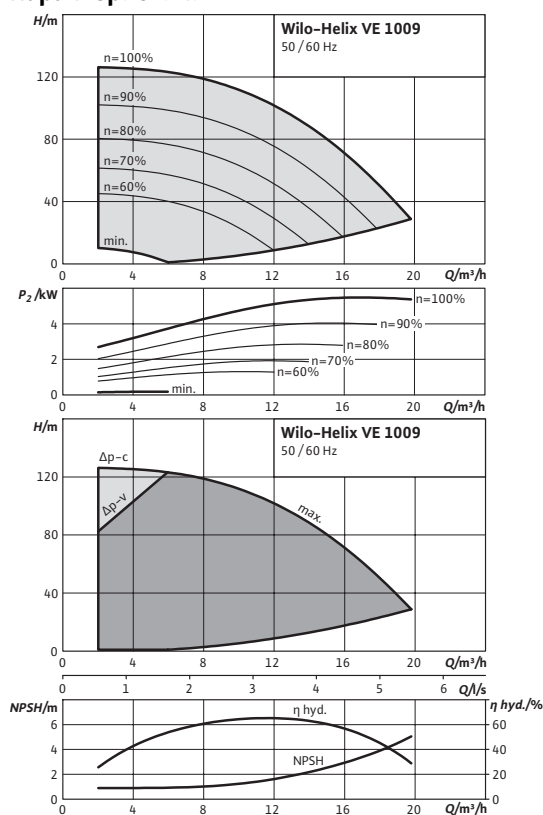 H/m
Wilo-Helix VE 1009
50/60 Hz
n=100%
120
n=90%
80
n=80%
n=70%
40
n=60%
min.
0
0 4 8 12 16 20 Q/m³/h
P₂/kW
n=100%
4
n=90%
n=80%
2
n=70%
n=60%
min.
0
0 4 8 12 16 20 Q/m³/h
H/m
Wilo-Helix VE 1009
50/60 Hz
Δp-c
120
Δp-v
max.
80
40
0
0 4 8 12 16 20 Q/m³/h
0 1 2 3 4 5 6 Q/l/s
NPSH/m
η hyd./%
η hyd.
6 60
4 40
NPSH
2 20
0 0
0 4 8 12 16 20 Q/m³/h